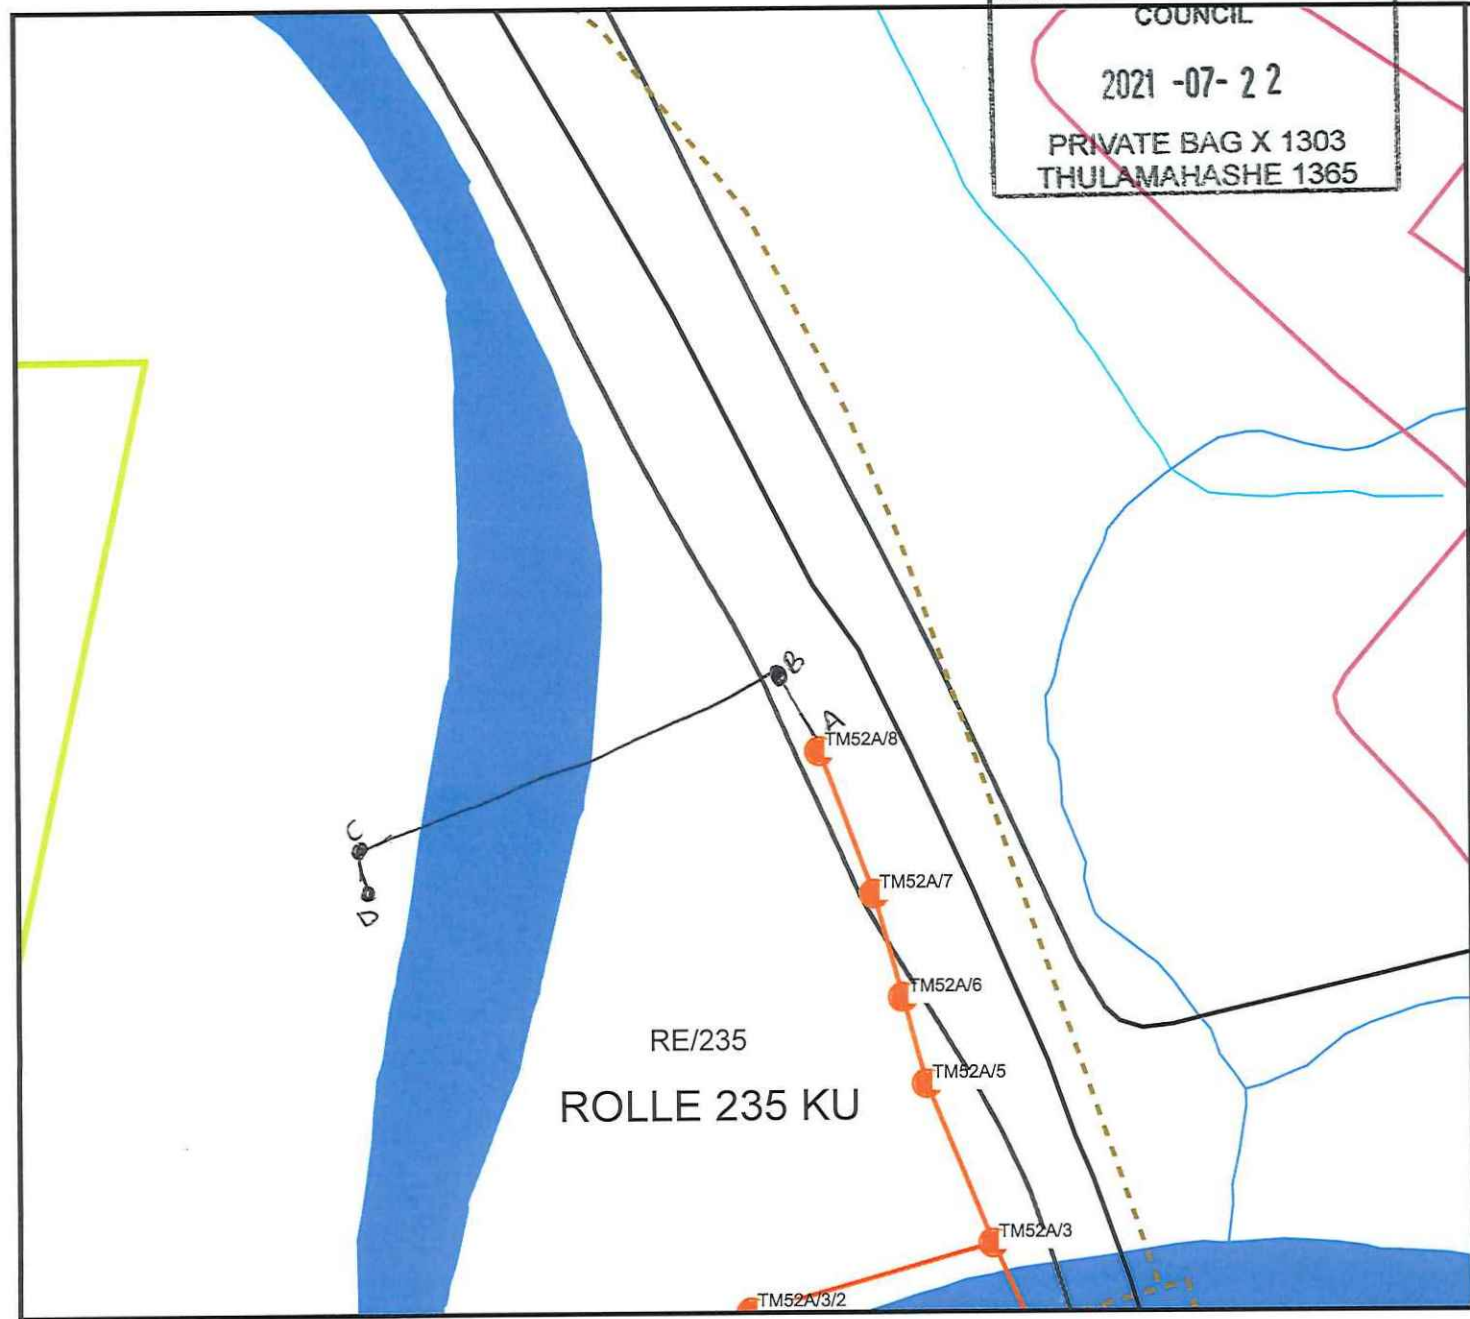 COUNCIL
2021 -07- 22
PRIVATE BAG X 1303
THULAMAHASHE 1365
B
A
TM52A/8
C
D
TM52A/7
TM52A/6
RE/235
TM52A/5
ROLLE 235 KU
TM52A/3
TM52A/3/2